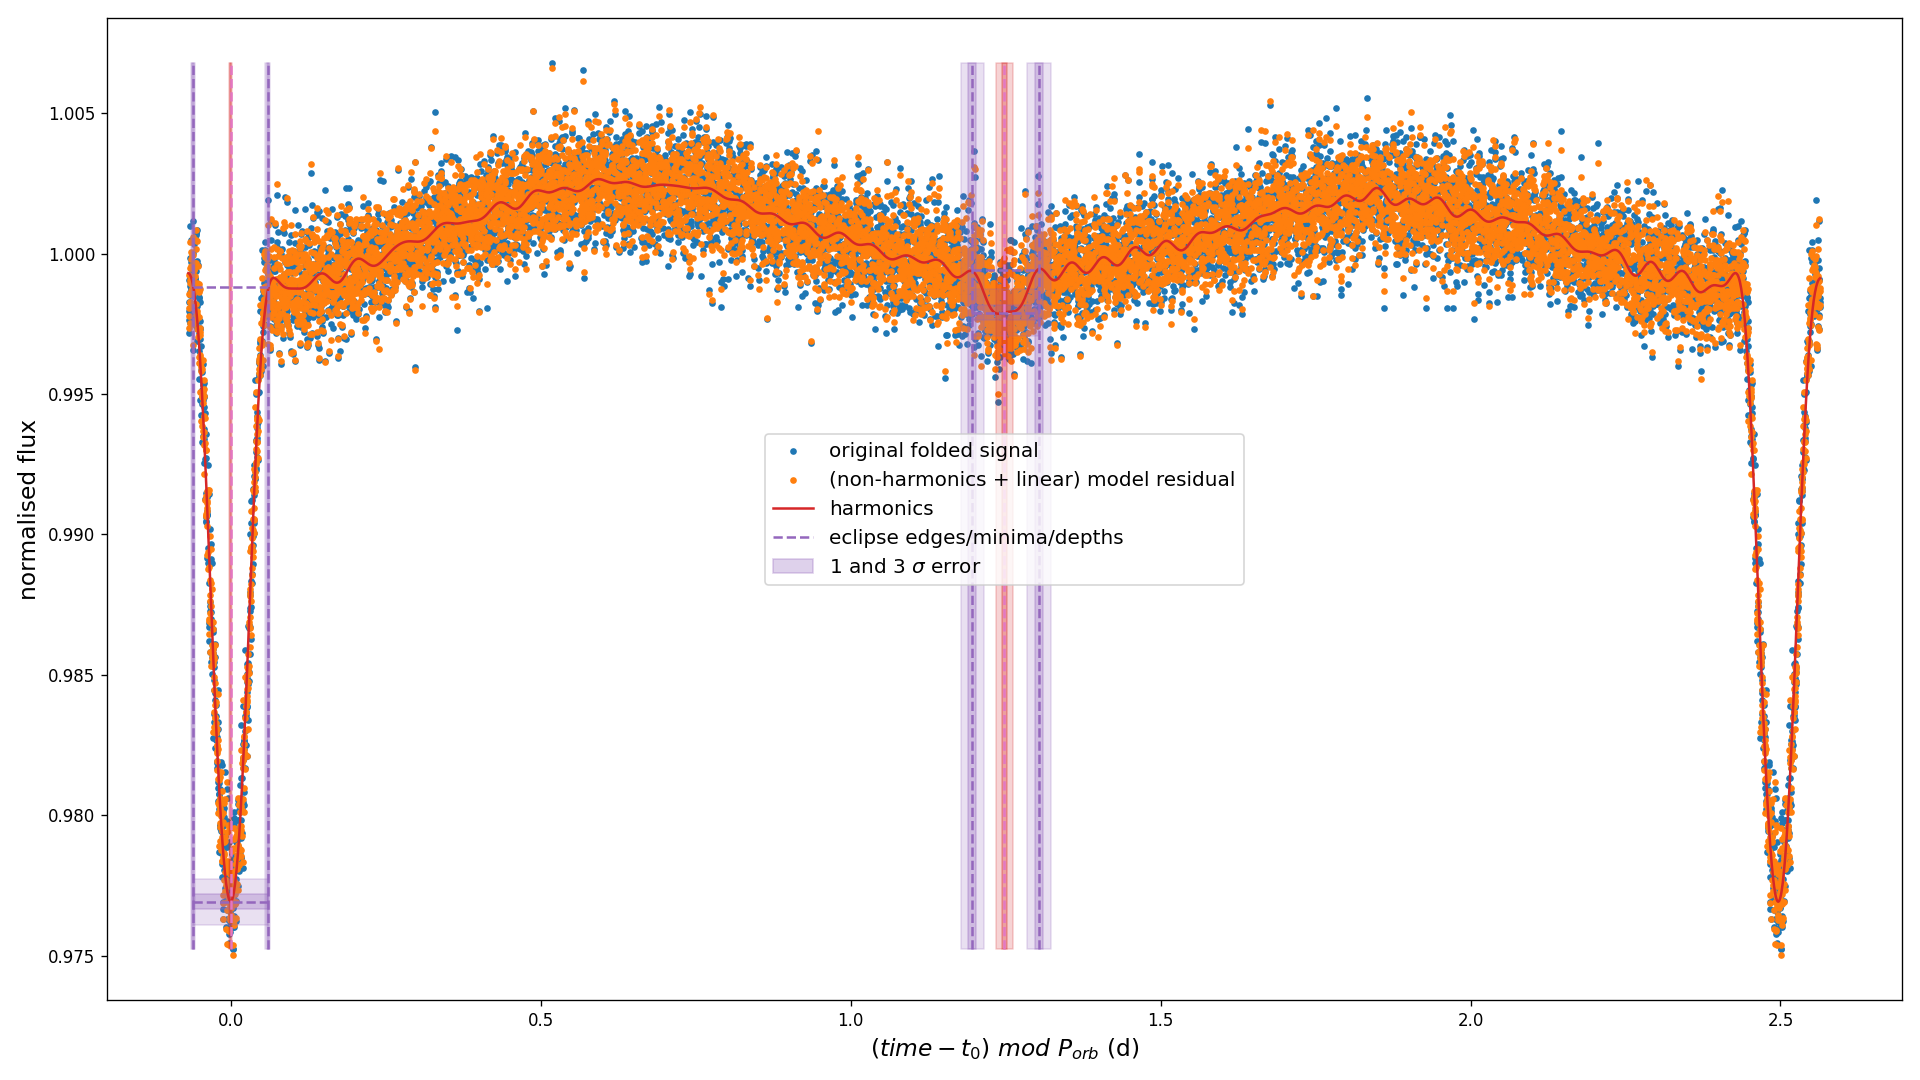 1.005
1.000
0.995
0.990
0.985
0.980
0.975
normalised flux
original folded signal
(non-harmonics + linear) model residual
harmonics
eclipse edges/minima/depths
1 and 3 σ error
0.0 0.5 1.0 1.5 2.0 2.5
(time − t₀) mod P_orb (d)